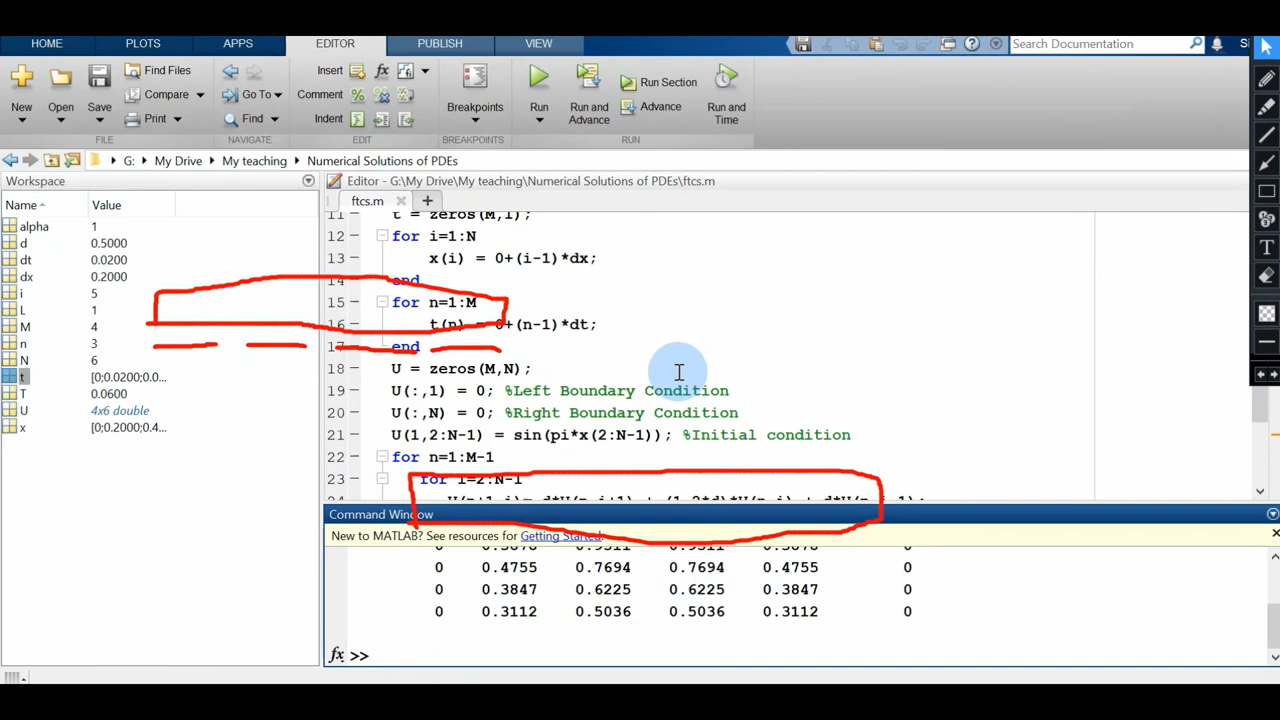 HOME PLOTS APPS EDITOR PUBLISH VIEW Search Documentation
New Open Save Find Files Compare Print
FILE
Go To Find
NAVIGATE
Insert Comment Indent
EDIT
Breakpoints
BREAKPOINTS
Run Run and Advance Run Section Advance Run and Time
RUN
G: My Drive My teaching Numerical Solutions of PDEs
Workspace
Name Value
alpha 1
d 0.5000
dt 0.0200
dx 0.2000
i 5
L 1
M 4
n 3
N 6
t [0;0.0200;0.0...
T 0.0600
U 4x6 double
x [0;0.2000;0.4...
Editor - G:\My Drive\My teaching\Numerical Solutions of PDEs\ftcs.m
ftcs.m
11 t = zeros(M,1);
12 for i=1:N
13 x(i) = 0+(i-1)*dx;
14 end
15 for n=1:M
16 t(n) = 0+(n-1)*dt;
17 end
18 U = zeros(M,N);
19 U(:,1) = 0; %Left Boundary Condition
20 U(:,N) = 0; %Right Boundary Condition
21 U(1,2:N-1) = sin(pi*x(2:N-1)); %Initial condition
22 for n=1:M-1
23 for i=2:N-1
Command Window
New to MATLAB? See resources for Getting Started.
0 0.4755 0.7694 0.7694 0.4755 0
0 0.3847 0.6225 0.6225 0.3847 0
0 0.3112 0.5036 0.5036 0.3112 0
fx >>